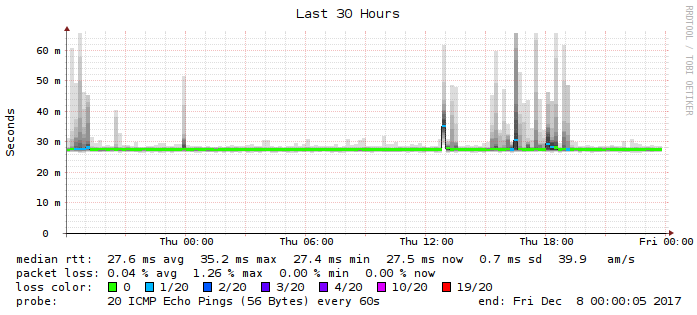 Last 30 Hours
RRDTOOL / TOBI OETIKER
Seconds
60 m
50 m
40 m
30 m
20 m
10 m
0
Thu 00:00 Thu 06:00 Thu 12:00 Thu 18:00 Fri 00:00
median rtt: 27.6 ms avg 35.2 ms max 27.4 ms min 27.5 ms now 0.7 ms sd 39.9 am/s
packet loss: 0.04 % avg 1.26 % max 0.00 % min 0.00 % now
loss color: 0 1/20 2/20 3/20 4/20 10/20 19/20
probe: 20 ICMP Echo Pings (56 Bytes) every 60s end: Fri Dec 8 00:00:05 2017